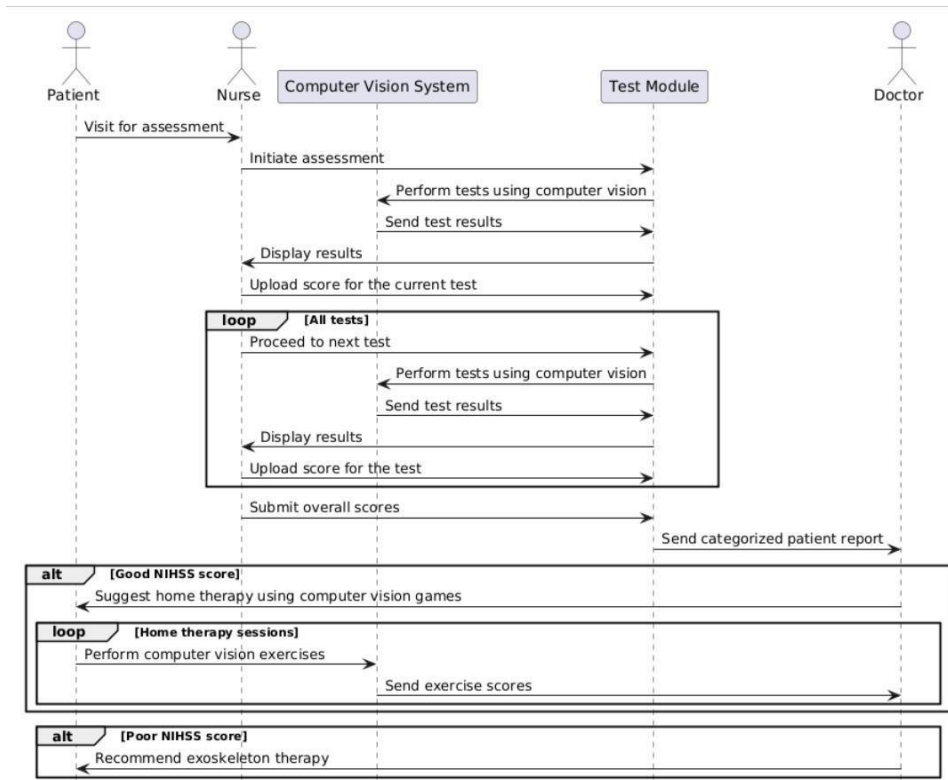 Patient Nurse Computer Vision System Test Module Doctor
Visit for assessment
Initiate assessment
Perform tests using computer vision
Send test results
Display results
Upload score for the current test
loop [All tests]
Proceed to next test
Perform tests using computer vision
Send test results
Display results
Upload score for the test
Submit overall scores
Send categorized patient report
alt [Good NIHSS score]
Suggest home therapy using computer vision games
loop [Home therapy sessions]
Perform computer vision exercises
Send exercise scores
alt [Poor NIHSS score]
Recommend exoskeleton therapy